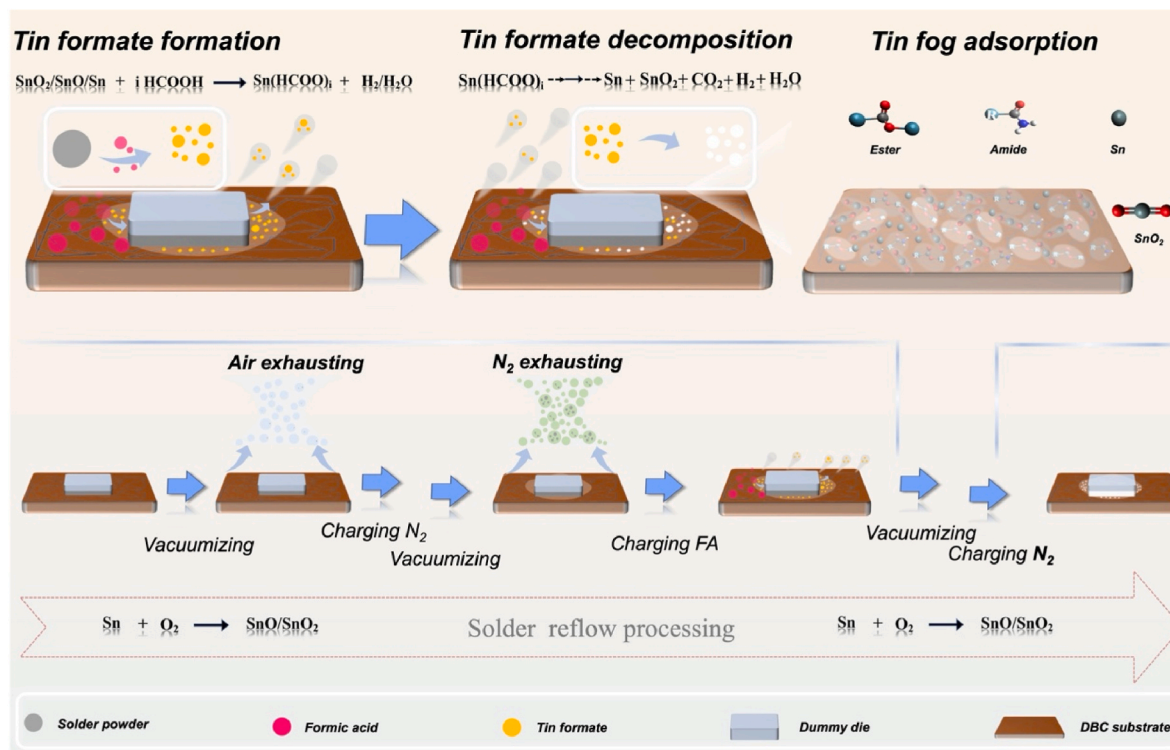 Tin formate formation
SnO₂/SnO/Sn + i HCOOH → Sn(HCOO)ᵢ + H₂/H₂O
Tin formate decomposition
Sn(HCOO)ᵢ → Sn + SnO₂ + CO₂ + H₂ + H₂O
Tin fog adsorption
R
Ester
Amide
Sn
SnO₂
Air exhausting
N₂ exhausting
Vacuumizing
Charging N₂
Vacuumizing
Charging FA
Vacuumizing
Charging N₂
Sn + O₂ → SnO/SnO₂
Solder reflow processing
Sn + O₂ → SnO/SnO₂
Solder powder
Formic acid
Tin formate
Dummy die
DBC substrate